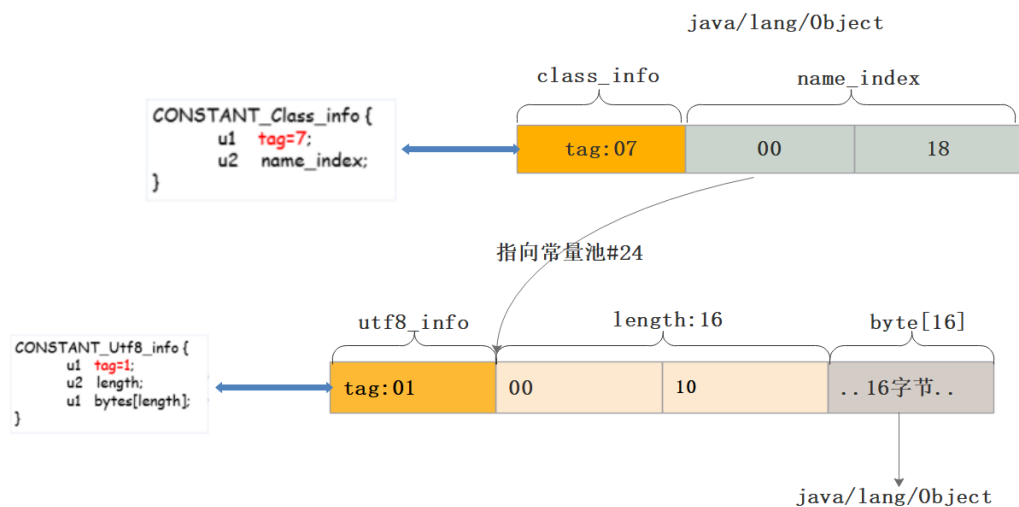 java/lang/Object
class_info
name_index
CONSTANT_Class_info {
u1 tag=7;
u2 name_index;
}
tag:07
00
18
指向常量池#24
utf8_info
length:16
byte[16]
CONSTANT_Utf8_info {
u1 tag=1;
u2 length;
u1 bytes[length];
}
tag:01
00
10
..16字节..
java/lang/Object